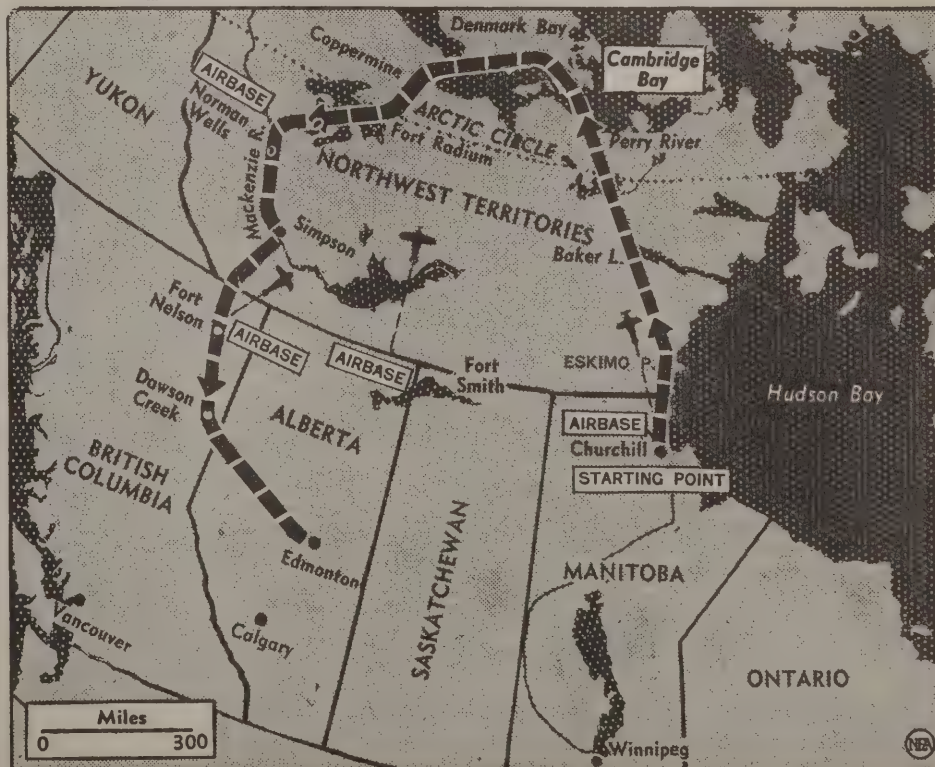 Denmark Bay
Coppermine
Cambridge
Bay
YUKON
AIRBASE
Norman
Wells
ARCTIC CIRCLE
Fort Radium
Perry River
Mackenzie R.
NORTHWEST TERRITORIES
Simpson
Baker L.
Fort
Nelson
AIRBASE
AIRBASE
Fort
Smith
ESKIMO P.
Hudson Bay
Dawson
Creek
ALBERTA
AIRBASE
Churchill
STARTING POINT
BRITISH
COLUMBIA
Edmonton
SASKATCHEWAN
MANITOBA
Vancouver
Calgary
ONTARIO
Miles
0 300
Winnipeg
NEA